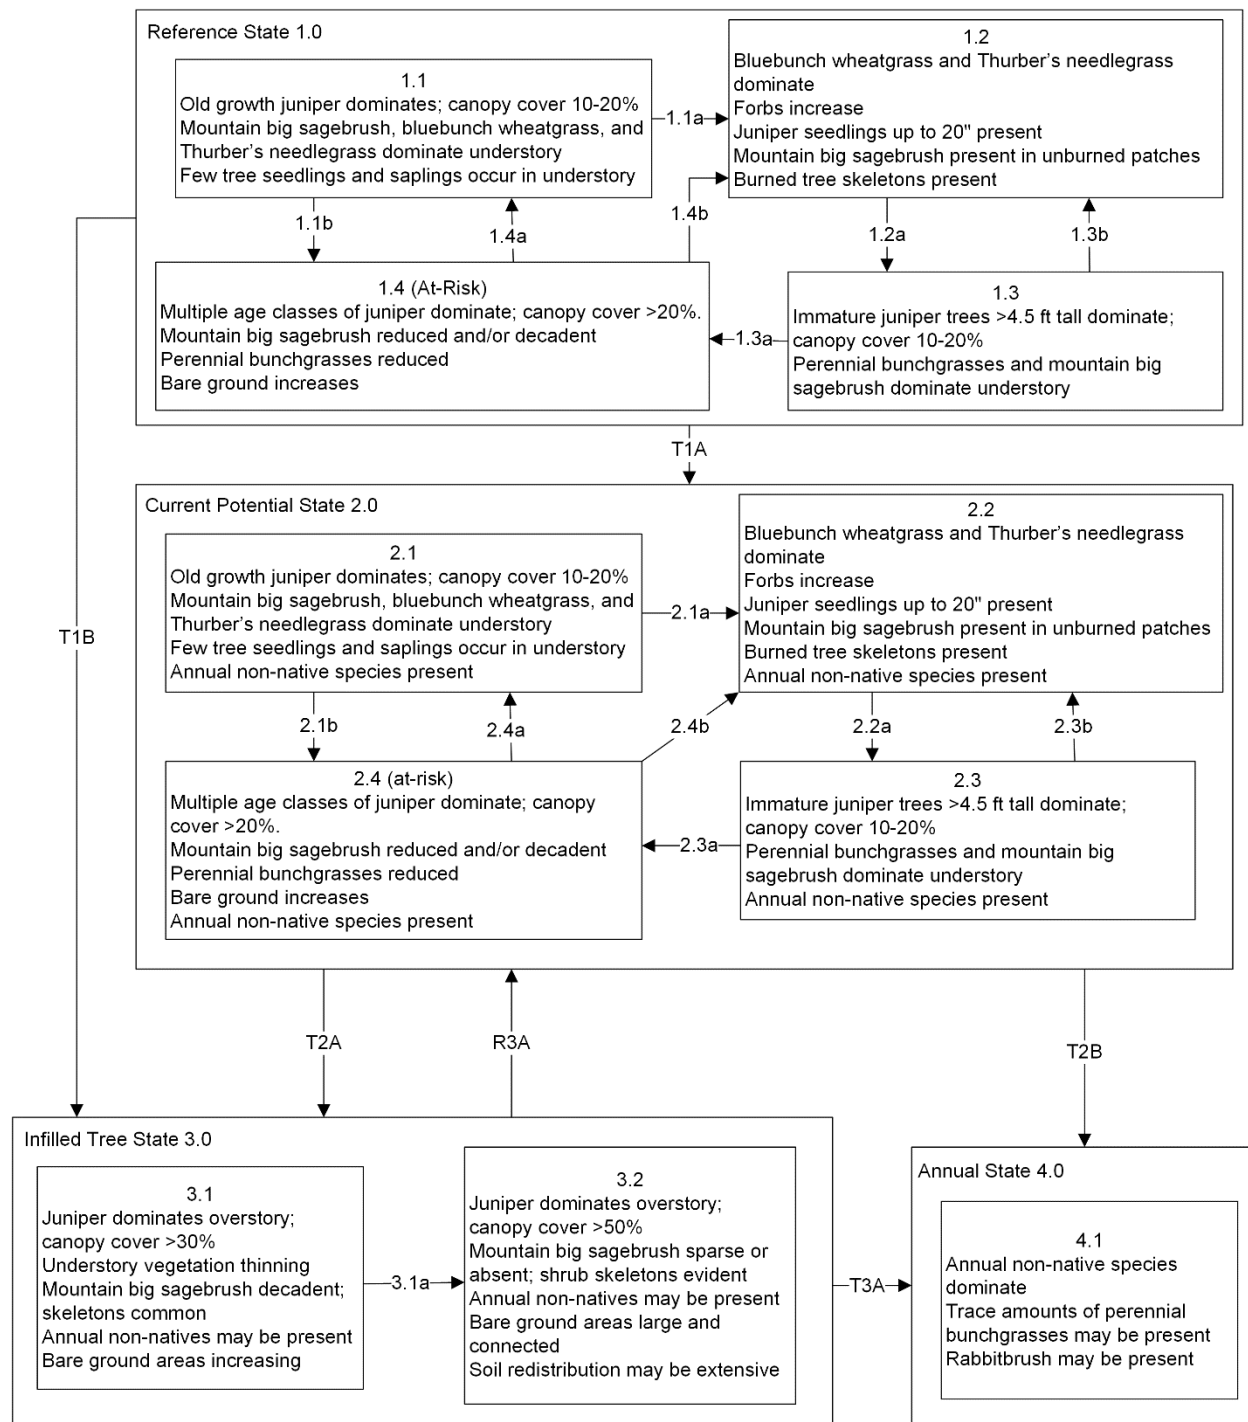 Reference State 1.0
1.1
Old growth juniper dominates; canopy cover 10-20%
Mountain big sagebrush, bluebunch wheatgrass, and
Thurber's needlegrass dominate understory
Few tree seedlings and saplings occur in understory
1.1a
1.2
Bluebunch wheatgrass and Thurber's needlegrass
dominate
Forbs increase
Juniper seedlings up to 20" present
Mountain big sagebrush present in unburned patches
Burned tree skeletons present
1.1b
1.4a
1.4b
1.2a
1.3b
1.4 (At-Risk)
Multiple age classes of juniper dominate; canopy cover >20%.
Mountain big sagebrush reduced and/or decadent
Perennial bunchgrasses reduced
Bare ground increases
1.3a
1.3
Immature juniper trees >4.5 ft tall dominate;
canopy cover 10-20%
Perennial bunchgrasses and mountain big
sagebrush dominate understory
T1A
T1B
Current Potential State 2.0
2.1
Old growth juniper dominates; canopy cover 10-20%
Mountain big sagebrush, bluebunch wheatgrass, and
Thurber's needlegrass dominate understory
Few tree seedlings and saplings occur in understory
Annual non-native species present
2.1a
2.2
Bluebunch wheatgrass and Thurber's needlegrass
dominate
Forbs increase
Juniper seedlings up to 20" present
Mountain big sagebrush present in unburned patches
Burned tree skeletons present
Annual non-native species present
2.1b
2.4a
2.4b
2.2a
2.3b
2.4 (at-risk)
Multiple age classes of juniper dominate; canopy
cover >20%.
Mountain big sagebrush reduced and/or decadent
Perennial bunchgrasses reduced
Bare ground increases
Annual non-native species present
2.3a
2.3
Immature juniper trees >4.5 ft tall dominate;
canopy cover 10-20%
Perennial bunchgrasses and mountain big
sagebrush dominate understory
Annual non-native species present
T2A
R3A
T2B
Infilled Tree State 3.0
3.1
Juniper dominates overstory;
canopy cover >30%
Understory vegetation thinning
Mountain big sagebrush decadent;
skeletons common
Annual non-natives may be present
Bare ground areas increasing
3.1a
3.2
Juniper dominates overstory;
canopy cover >50%
Mountain big sagebrush sparse or
absent; shrub skeletons evident
Annual non-natives may be present
Bare ground areas large and
connected
Soil redistribution may be extensive
T3A
Annual State 4.0
4.1
Annual non-native species
dominate
Trace amounts of perennial
bunchgrasses may be present
Rabbitbrush may be present